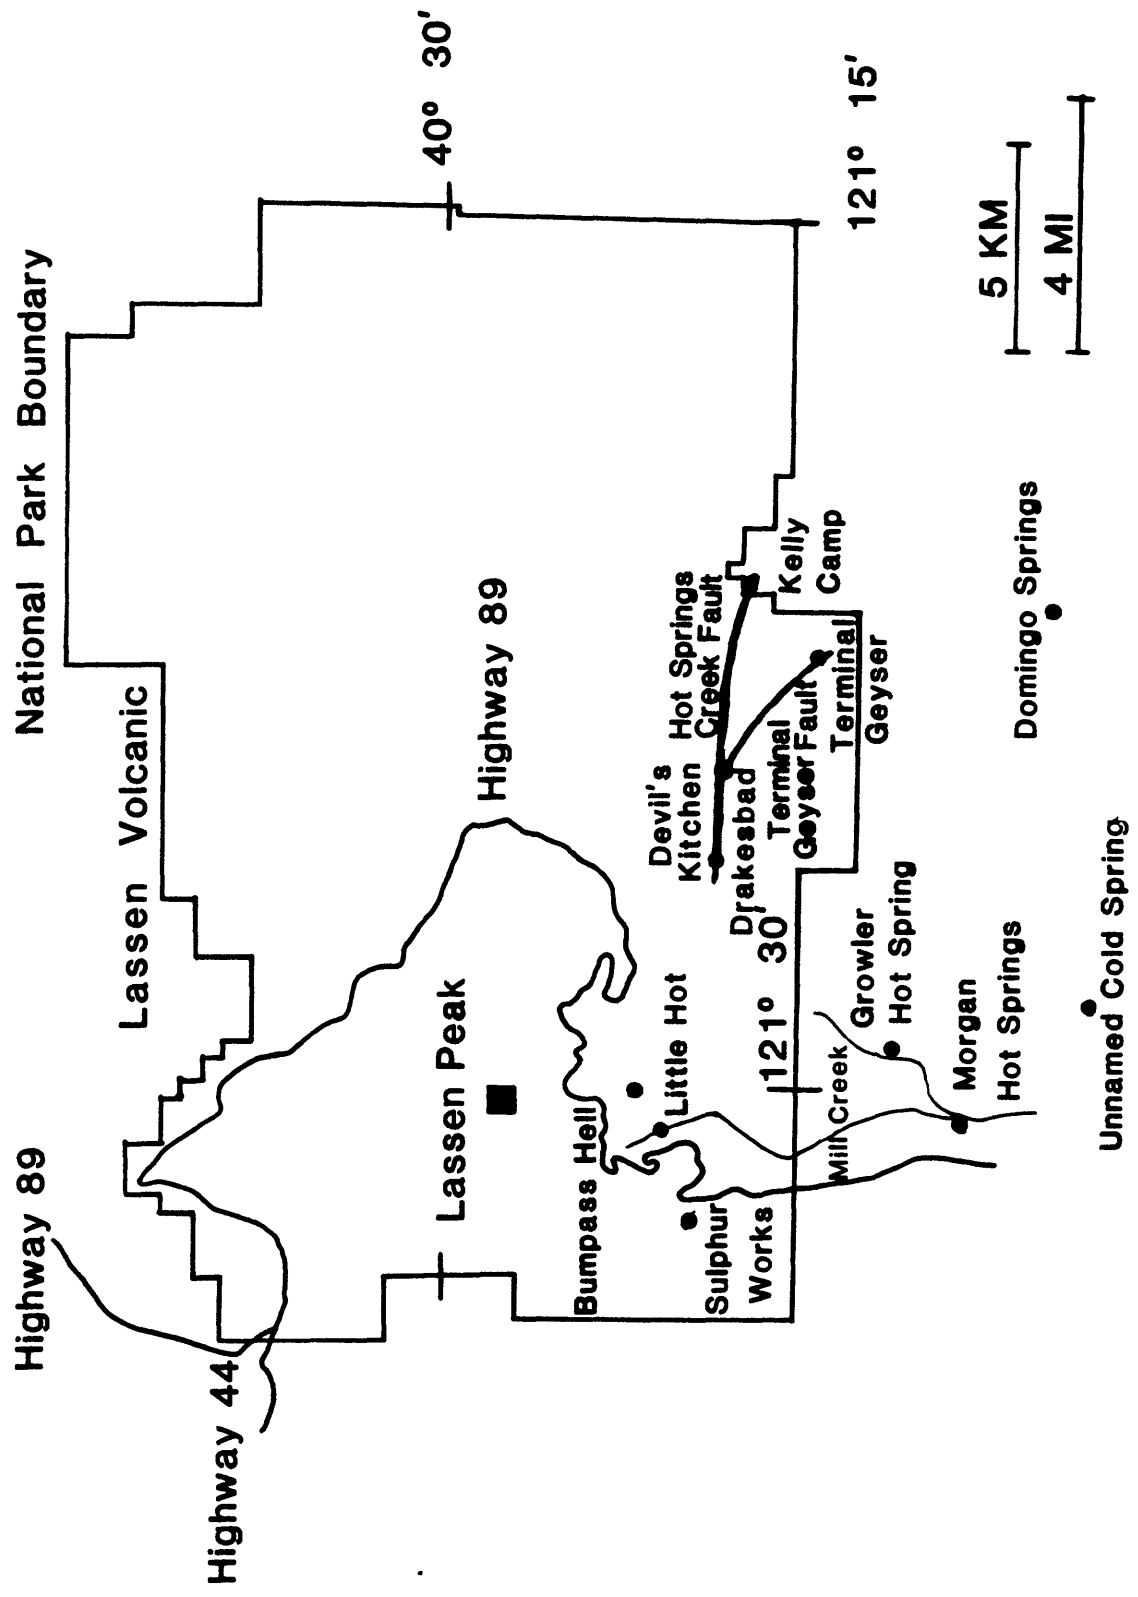 National Park Boundary
Lassen Volcanic
Highway 89
Highway 44
40° 30'
Highway 89
Lassen Peak
Bumpass Hell
Little Hot
Sulphur
Works
Devil's
Kitchen
Hot Springs
Creek Fault
Drakesbad
Terminal
Geyser Fault
Terminal
Geyser
Kelly
Camp
121° 30'
121° 15'
Mill Creek
Growler
Hot Spring
Morgan
Hot Springs
Domingo Springs
Unnamed Cold Spring
5 KM
4 MI